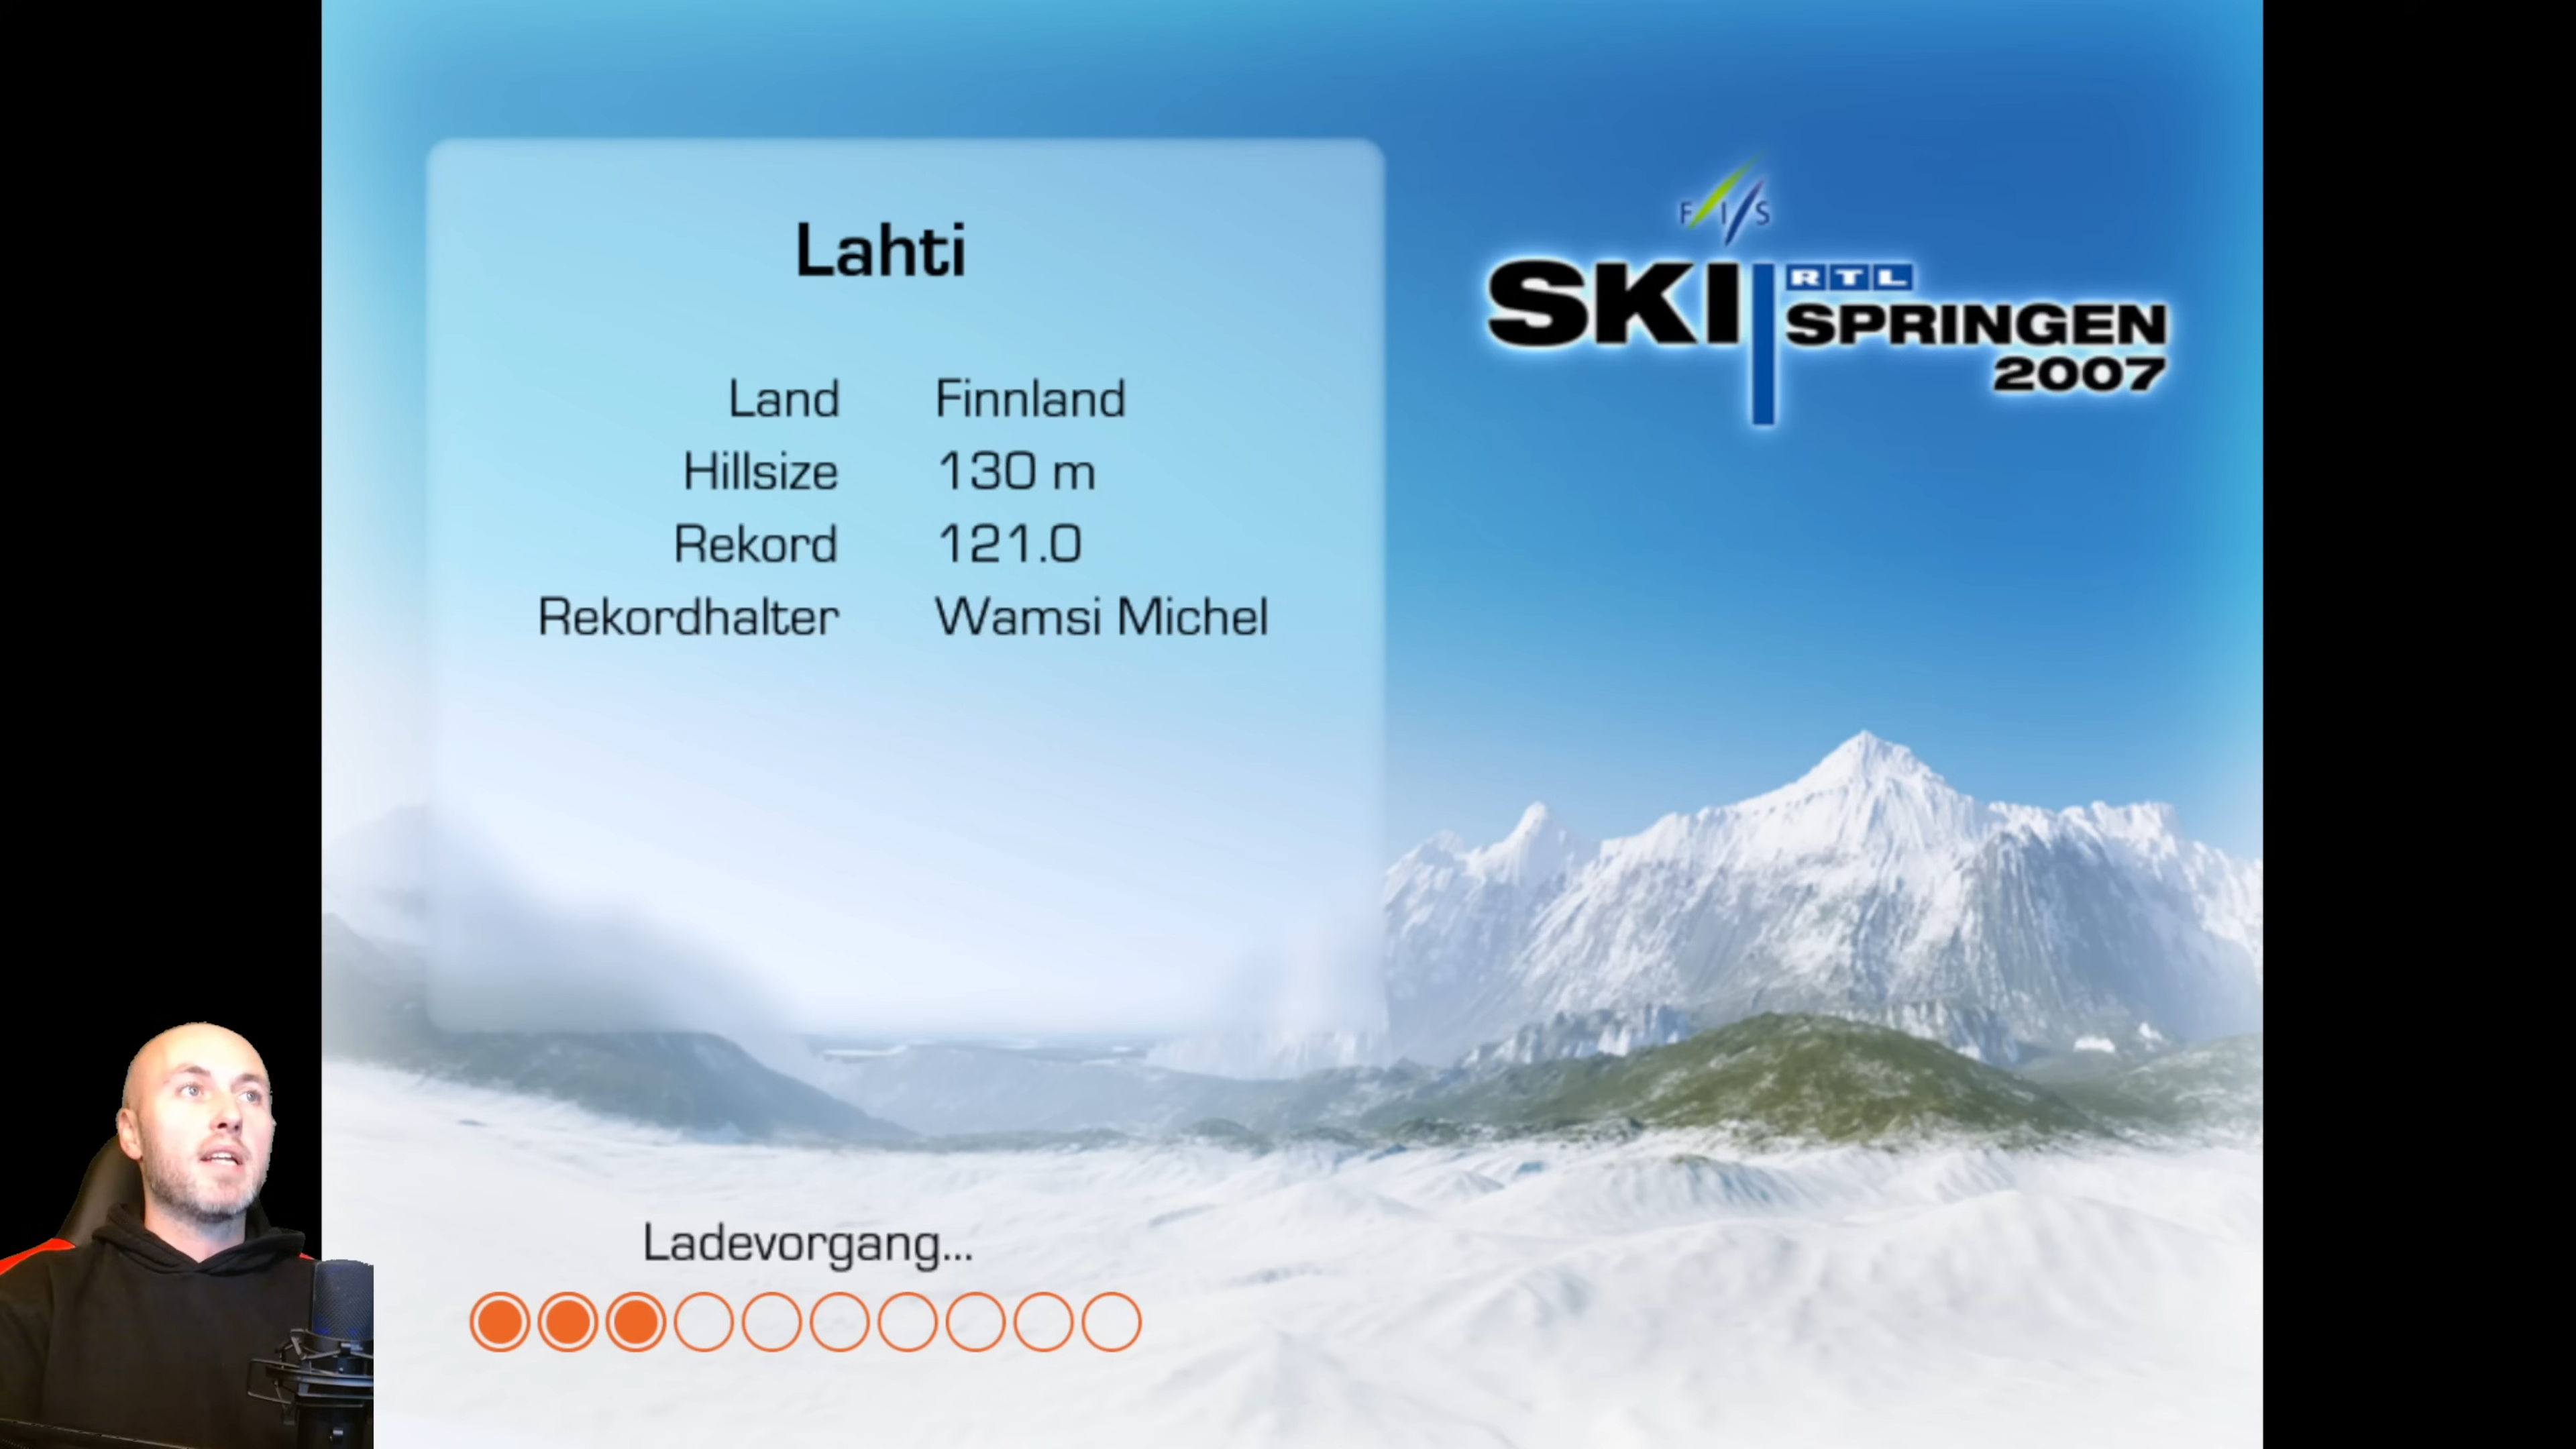 Lahti
Land Finnland
Hillsize 130 m
Rekord 121.0
Rekordhalter Wamsi Michel
FIS
SKI RTL
SPRINGEN
2007
Ladevorgang...